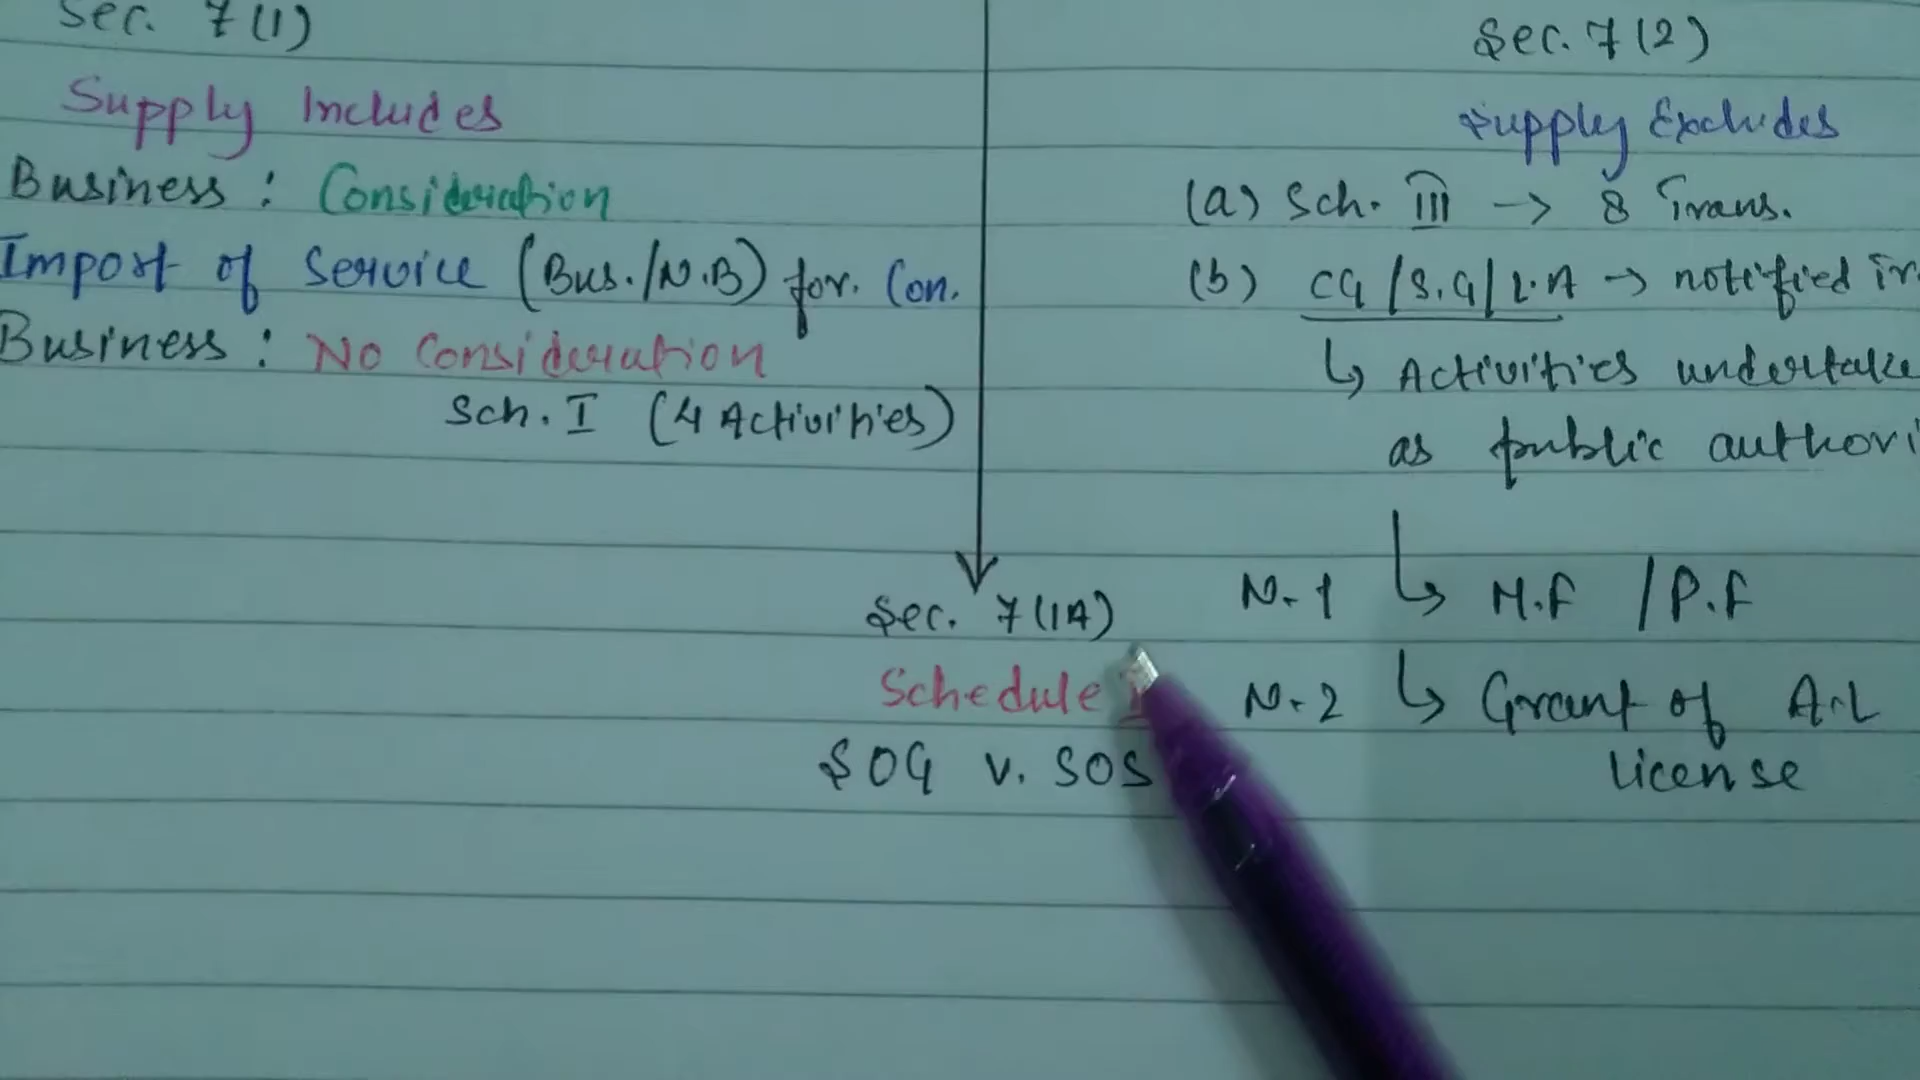 Sec. 7(1)
Supply Includes
Business : Consideration
Import of Service (Bus./N.B) for. Con.
Business : No Consideration
Sch. I (4 Activities)
Sec. 7(2)
Supply Excludes
(a) Sch. III → 8 Trans.
(b) CG / S.G / L.A → notified
↳ Activities undertake
as public
N.1 ↳ M.F / P.F
N.2 ↳ Grant of A.L
License
Sec. 7(1A)
Schedule
SOG v. SOS